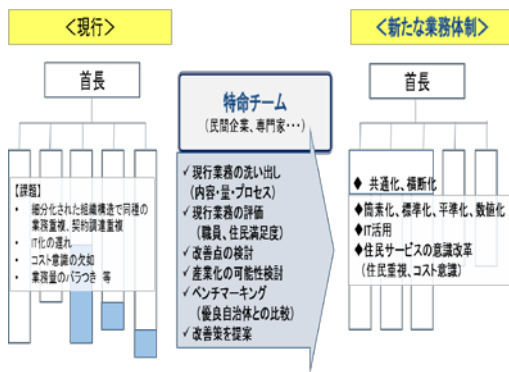 ＜現行＞
首長
【課題】
• 細分化された組織構造で同種の
業務重複、契約調達重複
• IT化の遅れ
• コスト意識の欠如
• 業務量のバラつき 等
特命チーム
（民間企業、専門家・・・）
✓現行業務の洗い出し
（内容・量・プロセス）
✓現行業務の評価
（職員、住民満足度）
✓改善点の検討
✓産業化の可能性検討
✓ベンチマーキング
（優良自治体との比較）
✓改善策を提案
＜新たな業務体制＞
首長
◆ 共通化、横断化
◆簡素化、標準化、平準化、数値化
◆IT活用
◆住民サービスの意識改革
（住民重視、コスト意識）